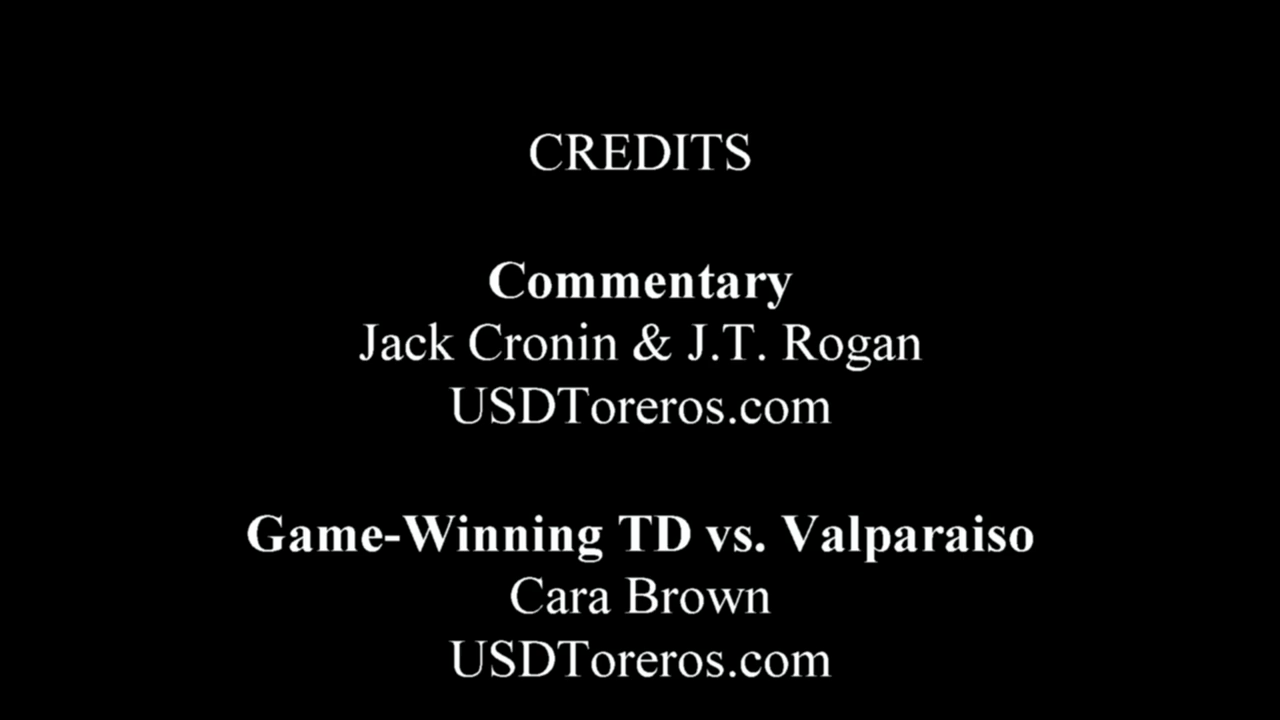 CREDITS
Commentary
Jack Cronin & J.T. Rogan
USDToreros.com
Game-Winning TD vs. Valparaiso
Cara Brown
USDToreros.com